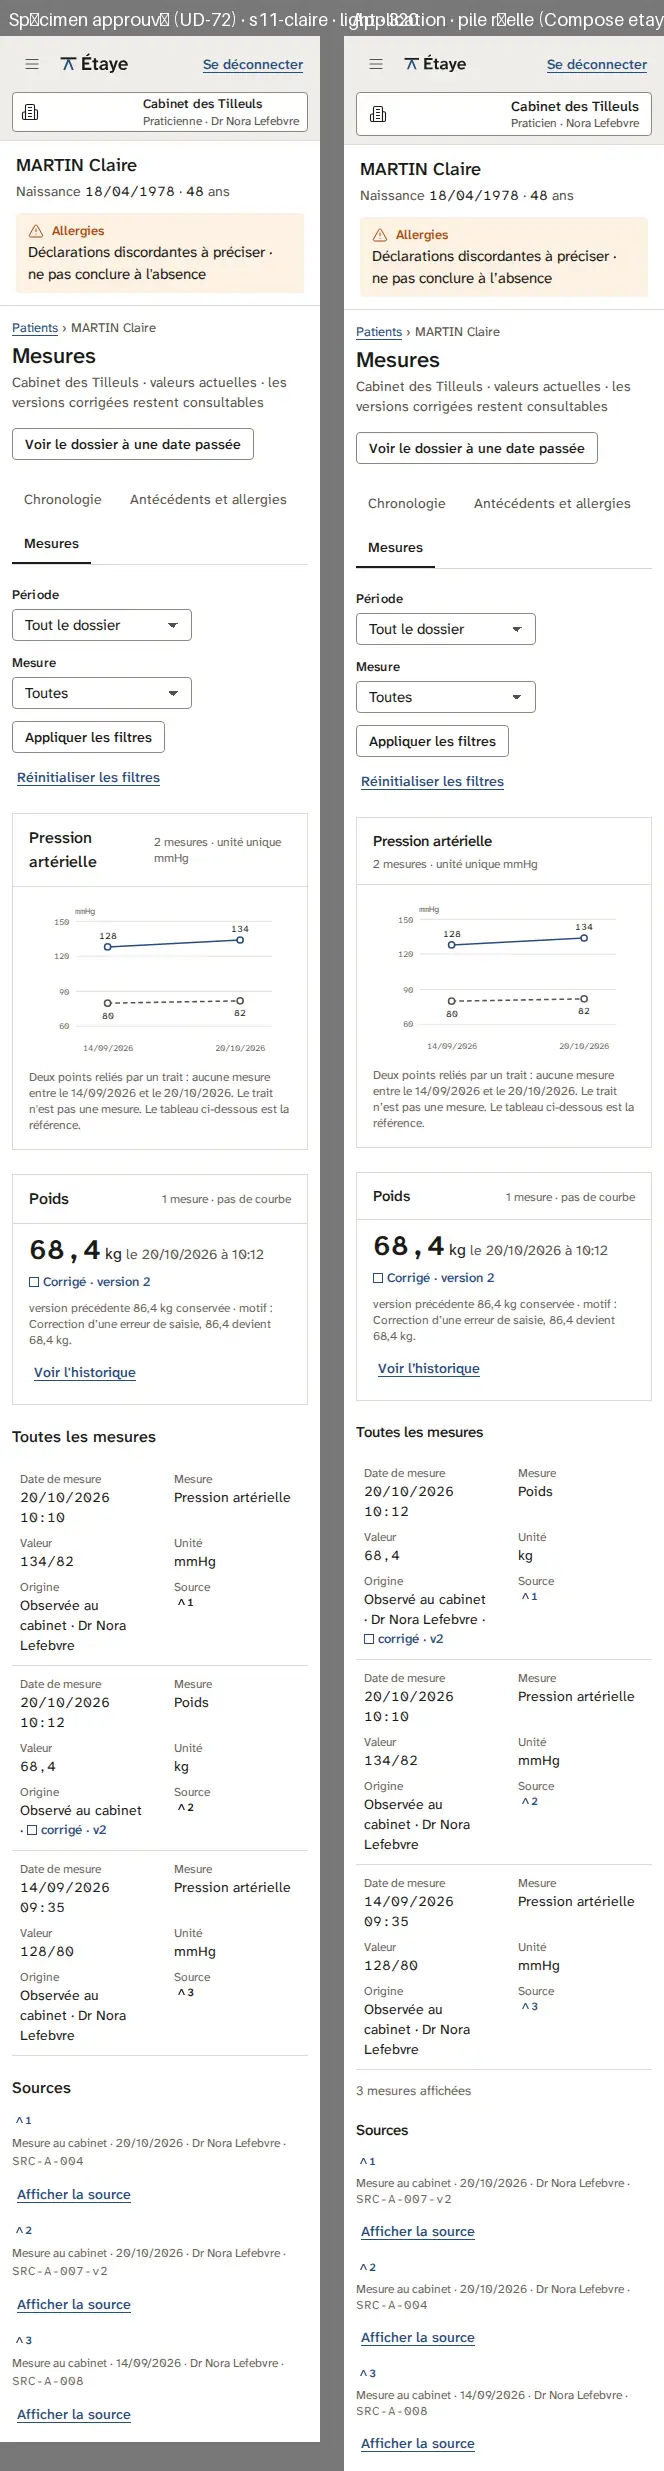 Spécimen approuvé (UD-72) · s11-claire · light · 320
Étaye
Se déconnecter
Cabinet des Tilleuls
Praticienne · Dr Nora Lefebvre
MARTIN Claire
Naissance 18/04/1978 · 48 ans
Allergies
Déclarations discordantes à préciser ·
ne pas conclure à l'absence
Patients › MARTIN Claire
Mesures
Cabinet des Tilleuls · valeurs actuelles · les
versions corrigées restent consultables
Voir le dossier à une date passée
Chronologie Antécédents et allergies
Mesures
Période
Tout le dossier
Mesure
Toutes
Appliquer les filtres
Réinitialiser les filtres
Pression
artérielle
2 mesures · unité unique
mmHg
mmHg
150
128
134
120
90
80
82
60
14/09/2026 20/10/2026
Deux points reliés par un trait : aucune mesure
entre le 14/09/2026 et le 20/10/2026. Le trait
n'est pas une mesure. Le tableau ci-dessous est la
référence.
Poids
1 mesure · pas de courbe
68,4 kg le 20/10/2026 à 10:12
Corrigé · version 2
version précédente 86,4 kg conservée · motif :
Correction d'une erreur de saisie, 86,4 devient
68,4 kg.
Voir l'historique
Toutes les mesures
Date de mesure
20/10/2026
10:10
Mesure
Pression artérielle
Valeur
134/82
Unité
mmHg
Origine
Observée au
cabinet · Dr Nora
Lefebvre
Source
^1
Date de mesure
20/10/2026
10:12
Mesure
Poids
Valeur
68,4
Unité
kg
Origine
Observé au cabinet
· corrigé · v2
Source
^2
Date de mesure
14/09/2026
09:35
Mesure
Pression artérielle
Valeur
128/80
Unité
mmHg
Origine
Observée au
cabinet · Dr Nora
Lefebvre
Source
^3
Sources
^1
Mesure au cabinet · 20/10/2026 · Dr Nora Lefebvre ·
SRC-A-004
Afficher la source
^2
Mesure au cabinet · 20/10/2026 · Dr Nora Lefebvre ·
SRC-A-007-v2
Afficher la source
^3
Mesure au cabinet · 14/09/2026 · Dr Nora Lefebvre ·
SRC-A-008
Afficher la source
Application · pile réelle (Compose etay
Étaye
Se déconnecter
Cabinet des Tilleuls
Praticien · Nora Lefebvre
MARTIN Claire
Naissance 18/04/1978 · 48 ans
Allergies
Déclarations discordantes à préciser ·
ne pas conclure à l’absence
Patients › MARTIN Claire
Mesures
Cabinet des Tilleuls · valeurs actuelles · les
versions corrigées restent consultables
Voir le dossier à une date passée
Chronologie Antécédents et allergies
Mesures
Période
Tout le dossier
Mesure
Toutes
Appliquer les filtres
Réinitialiser les filtres
Pression artérielle
2 mesures · unité unique mmHg
mmHg
150
128
134
120
90
80
82
60
14/09/2026 20/10/2026
Deux points reliés par un trait : aucune mesure
entre le 14/09/2026 et le 20/10/2026. Le trait
n’est pas une mesure. Le tableau ci-dessous est la
référence.
Poids
1 mesure · pas de courbe
68,4 kg le 20/10/2026 à 10:12
Corrigé · version 2
version précédente 86,4 kg conservée · motif :
Correction d’une erreur de saisie, 86,4 devient
68,4 kg.
Voir l’historique
Toutes les mesures
Date de mesure
20/10/2026
10:12
Mesure
Poids
Valeur
68,4
Unité
kg
Origine
Observé au cabinet
· Dr Nora Lefebvre ·
corrigé · v2
Source
^1
Date de mesure
20/10/2026
10:10
Mesure
Pression artérielle
Valeur
134/82
Unité
mmHg
Origine
Observée au
cabinet · Dr Nora
Lefebvre
Source
^2
Date de mesure
14/09/2026
09:35
Mesure
Pression artérielle
Valeur
128/80
Unité
mmHg
Origine
Observée au
cabinet · Dr Nora
Lefebvre
Source
^3
3 mesures affichées
Sources
^1
Mesure au cabinet · 20/10/2026 · Dr Nora Lefebvre ·
SRC-A-007-v2
Afficher la source
^2
Mesure au cabinet · 20/10/2026 · Dr Nora Lefebvre ·
SRC-A-004
Afficher la source
^3
Mesure au cabinet · 14/09/2026 · Dr Nora Lefebvre ·
SRC-A-008
Afficher la source